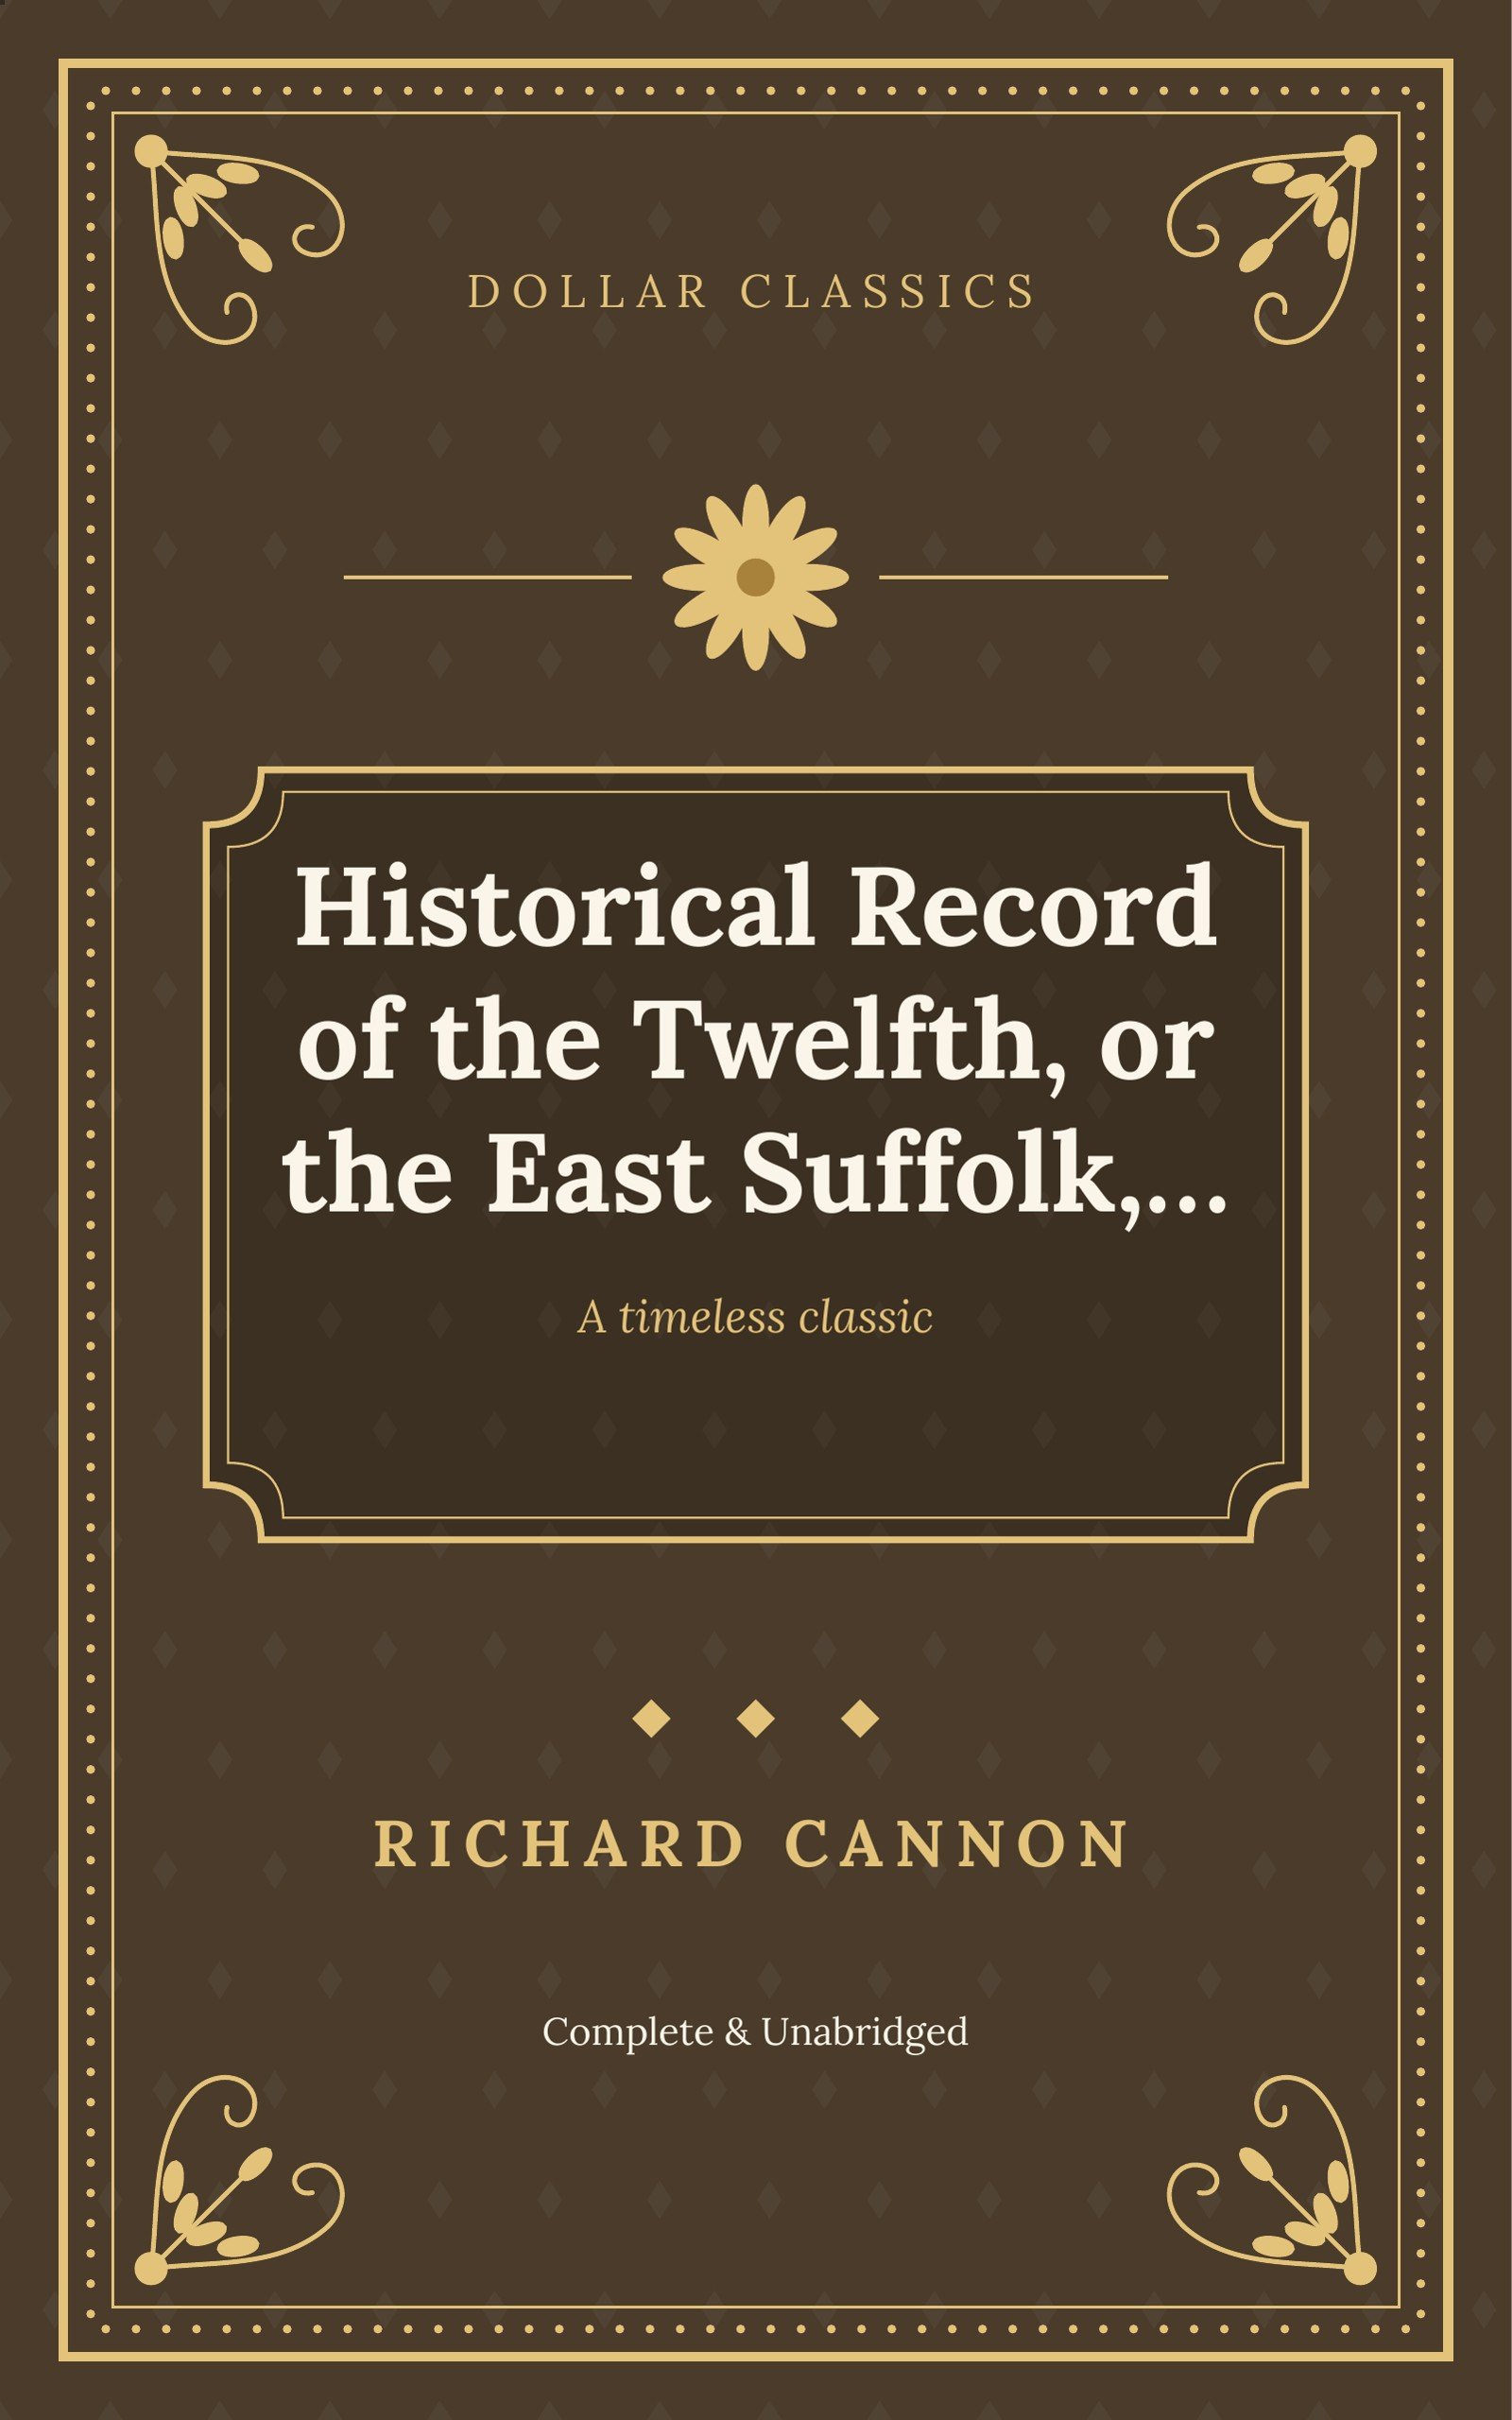 DOLLAR CLASSICS
Historical Record
of the Twelfth, or
the East Suffolk,...
A timeless classic
RICHARD CANNON
Complete & Unabridged